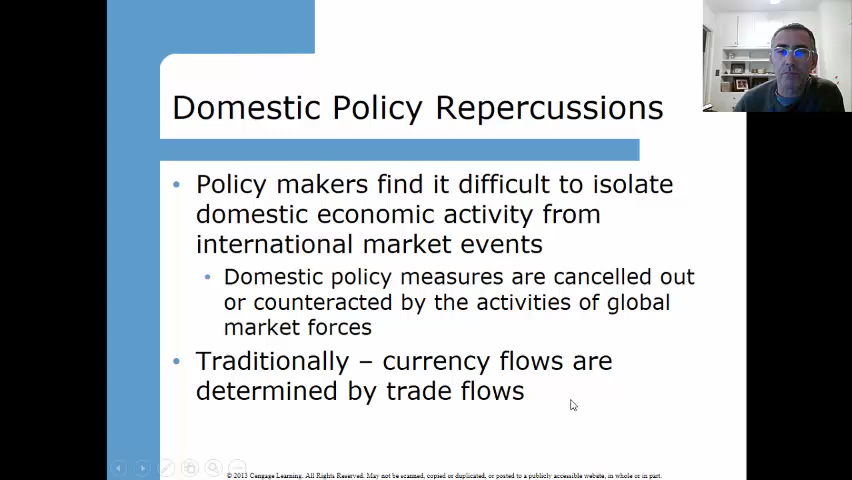 Domestic Policy Repercussions
Policy makers find it difficult to isolate
domestic economic activity from
international market events
Domestic policy measures are cancelled out
or counteracted by the activities of global
market forces
Traditionally – currency flows are
determined by trade flows
© 2013 Cengage Learning. All Rights Reserved. May not be scanned, copied or duplicated, or posted to a publicly accessible website, in whole or in part.